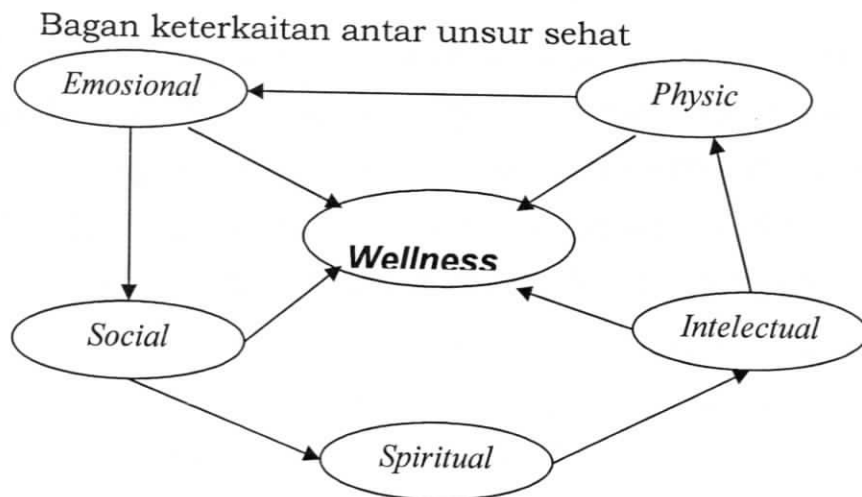 Bagan keterkaitan antar unsur sehat
Emosional
Physic
Wellness
Social
Intelectual
Spiritual